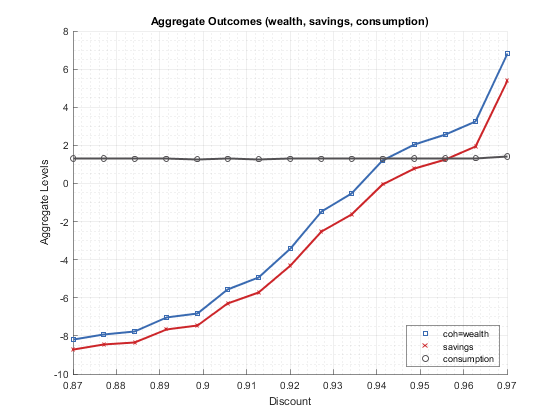 Aggregate Outcomes (wealth, savings, consumption)
8
6
4
2
0
-2
-4
-6
-8
-10
Aggregate Levels
0.87 0.88 0.89 0.9 0.91 0.92 0.93 0.94 0.95 0.96 0.97
Discount
coh=wealth
savings
consumption